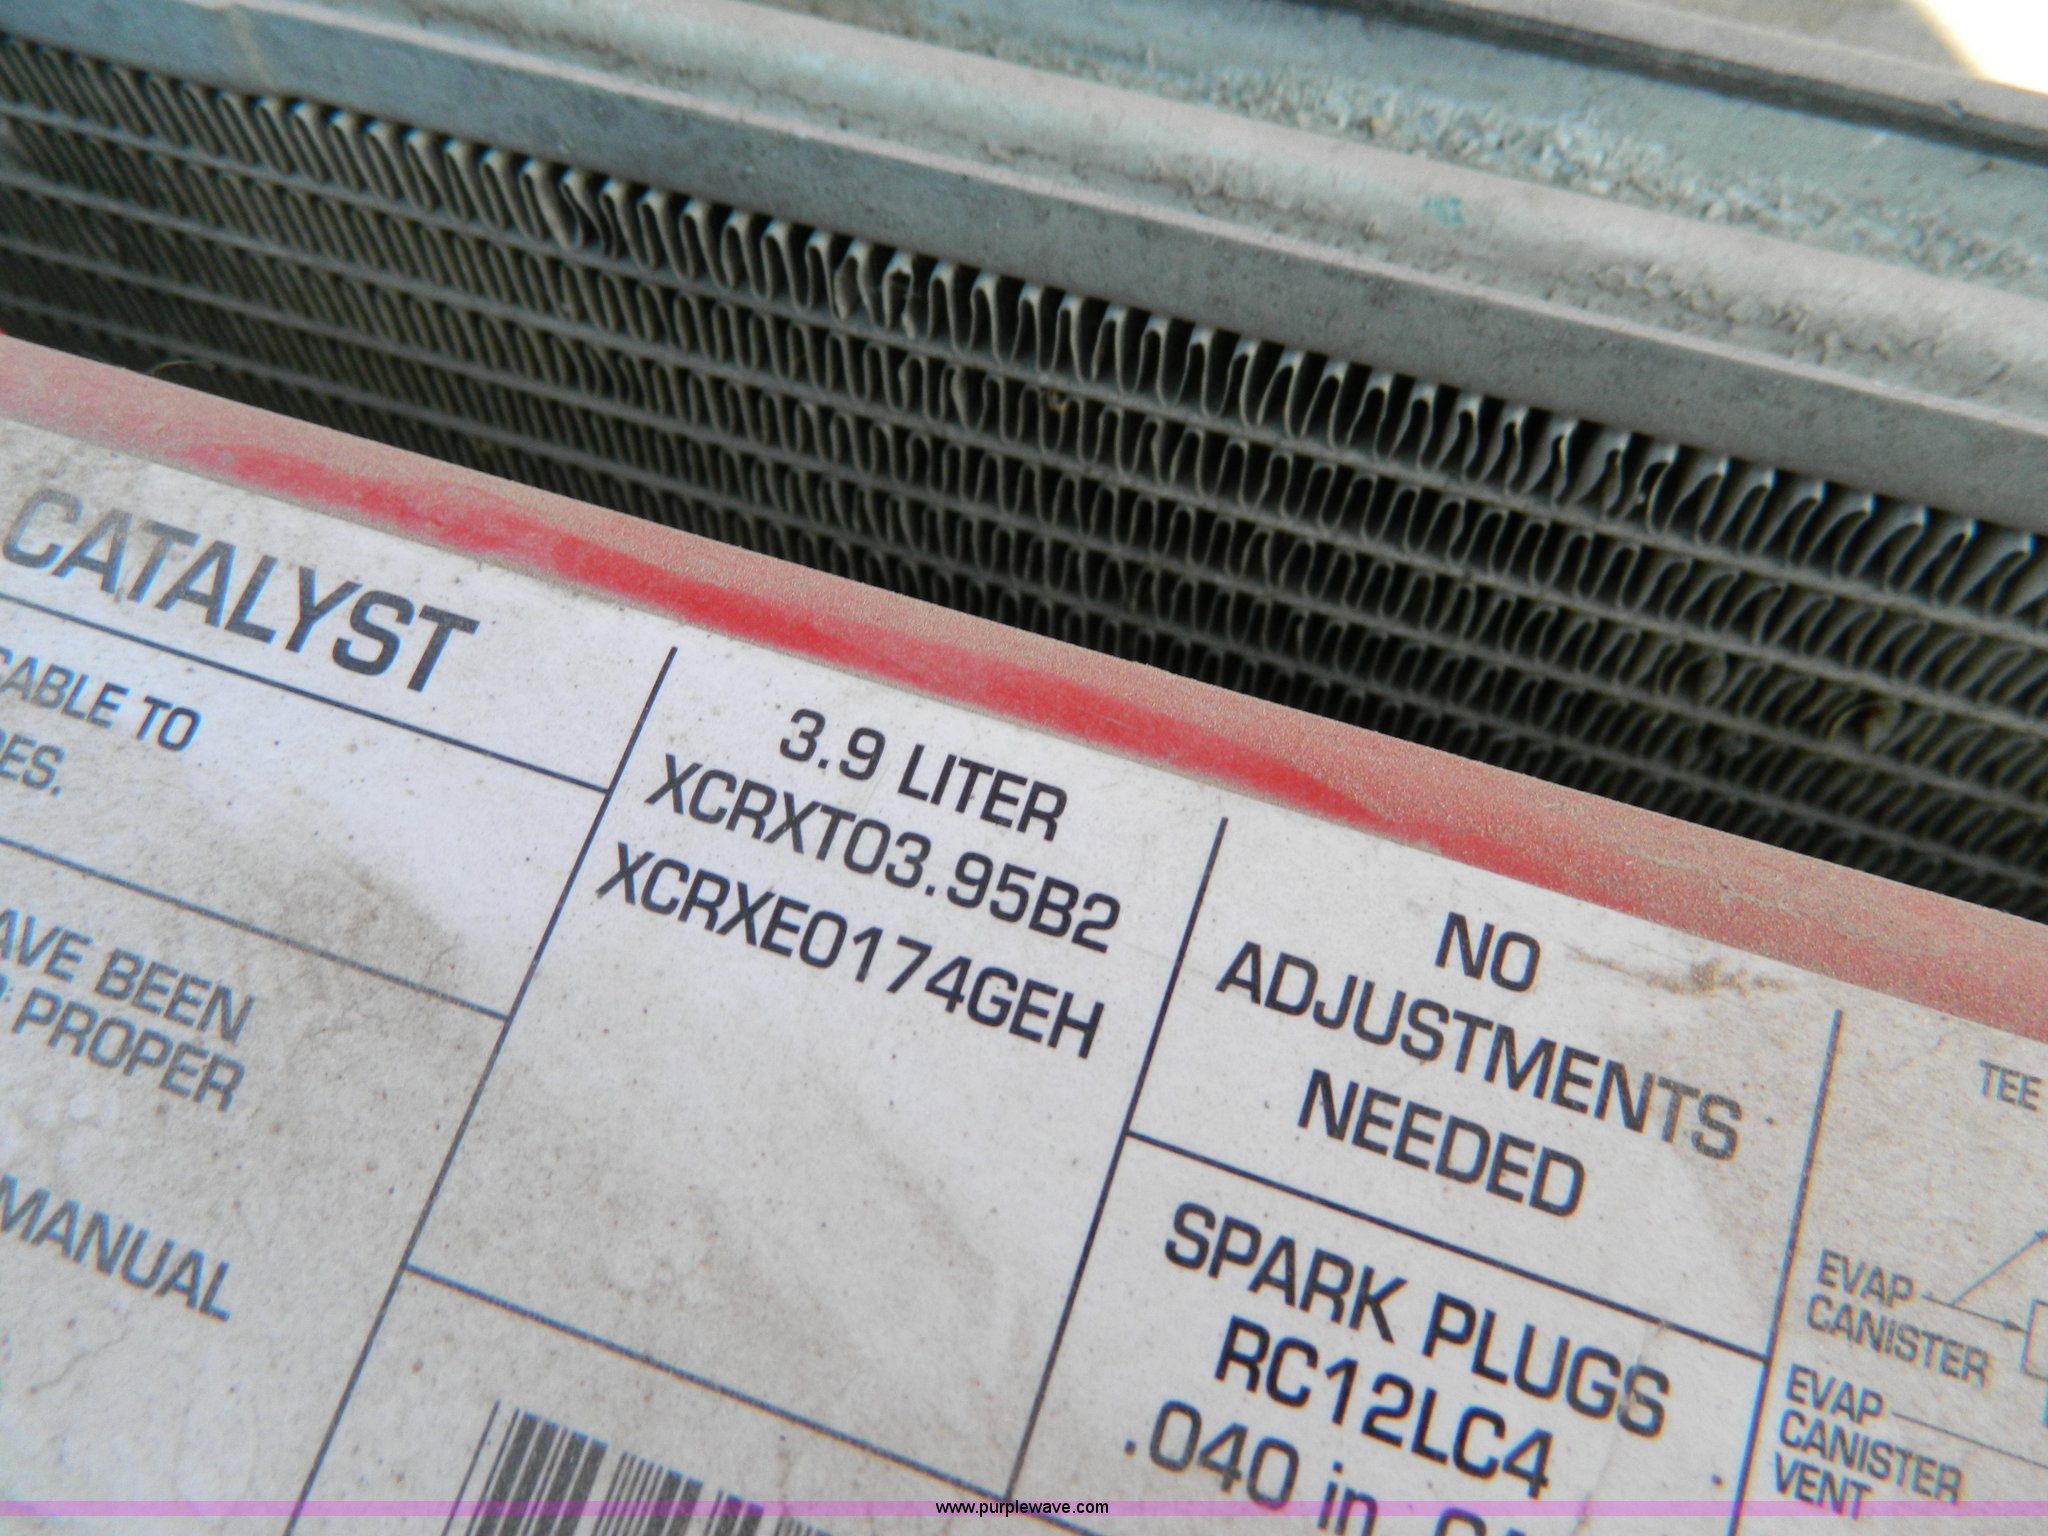 CATALYST
CABLE TO
AVE BEEN
PROPER
MANUAL
3.9 LITER
XCRXT03.95B2
XCRXE0174GEH
NO
ADJUSTMENTS
NEEDED
SPARK PLUGS
RC12LC4
.040 in.
TEE
EVAP
CANISTER
EVAP
CANISTER
VENT
www.purplewave.com